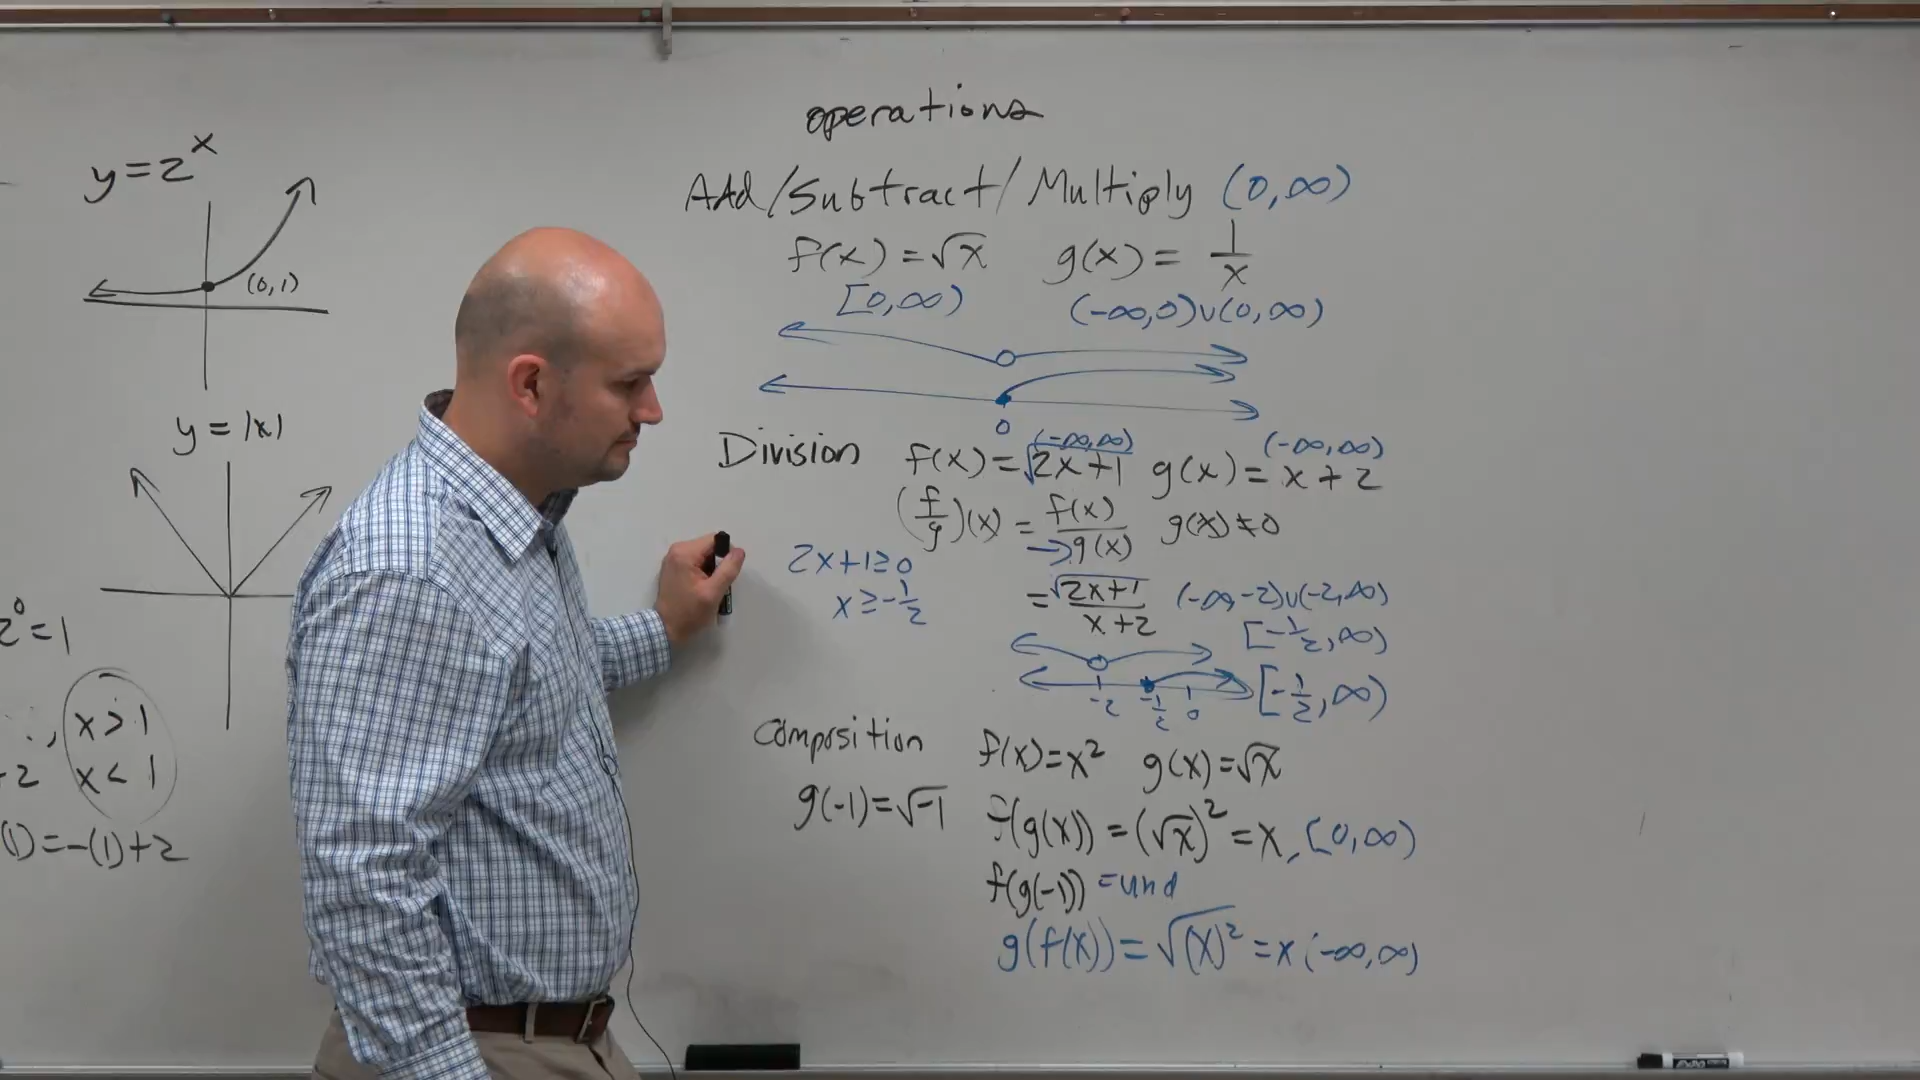 operations
y=2^x
Add/Subtract/Multiply (0,∞)
f(x)=√x g(x)=1/x
[0,∞) (-∞,0)∪(0,∞)
(0,1)
0
y=|x|
(-∞,∞) (-∞,∞)
Division f(x)=√2x+1 g(x)=x+2
(f/g)(x)=f(x)/g(x) g(x)≠0
2x+1≥0
x≥-1/2
=√2x+1/x+2 (-∞,-2)∪(-2,∞)
[-1/2,∞)
-2 -1/2 0 [-1/2,∞)
2^0=1
x>1
x<1
+2
(1)=-(1)+2
Composition f(x)=x² g(x)=√x
g(-1)=√-1
f(g(x))=(√x)²=x, [0,∞)
f(g(-1))=und
g(f(x))=√(x)²=x (-∞,∞)